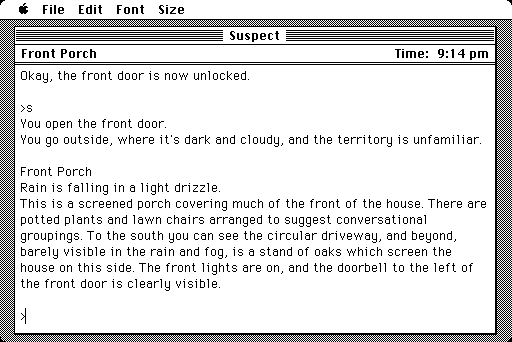 File Edit Font Size
Suspect
Front Porch Time: 9:14 pm
Okay, the front door is now unlocked.
>s
You open the front door.
You go outside, where it's dark and cloudy, and the territory is unfamiliar.
Front Porch
Rain is falling in a light drizzle.
This is a screened porch covering much of the front of the house. There are
potted plants and lawn chairs arranged to suggest conversational
groupings. To the south you can see the circular driveway, and beyond,
barely visible in the rain and fog, is a stand of oaks which screen the
house on this side. The front lights are on, and the doorbell to the left of
the front door is clearly visible.
>